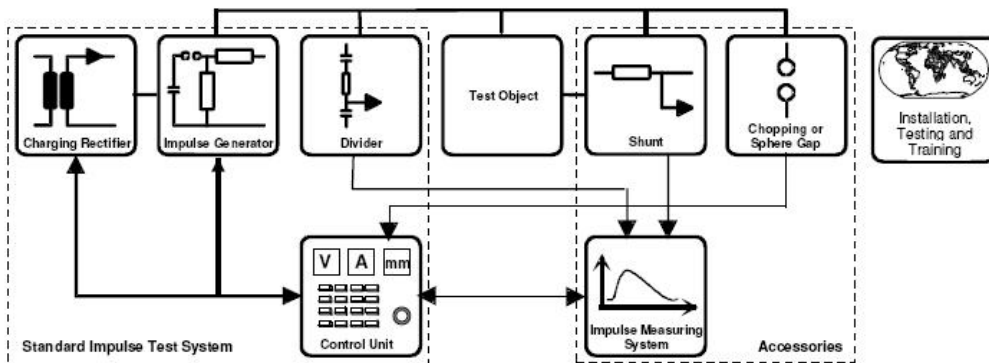 Charging Rectifier
Impulse Generator
Divider
Test Object
Shunt
Chopping or
Sphere Gap
Installation,
Testing and
Training
V A mm
Control Unit
Impulse Measuring
System
Standard Impulse Test System
Accessories